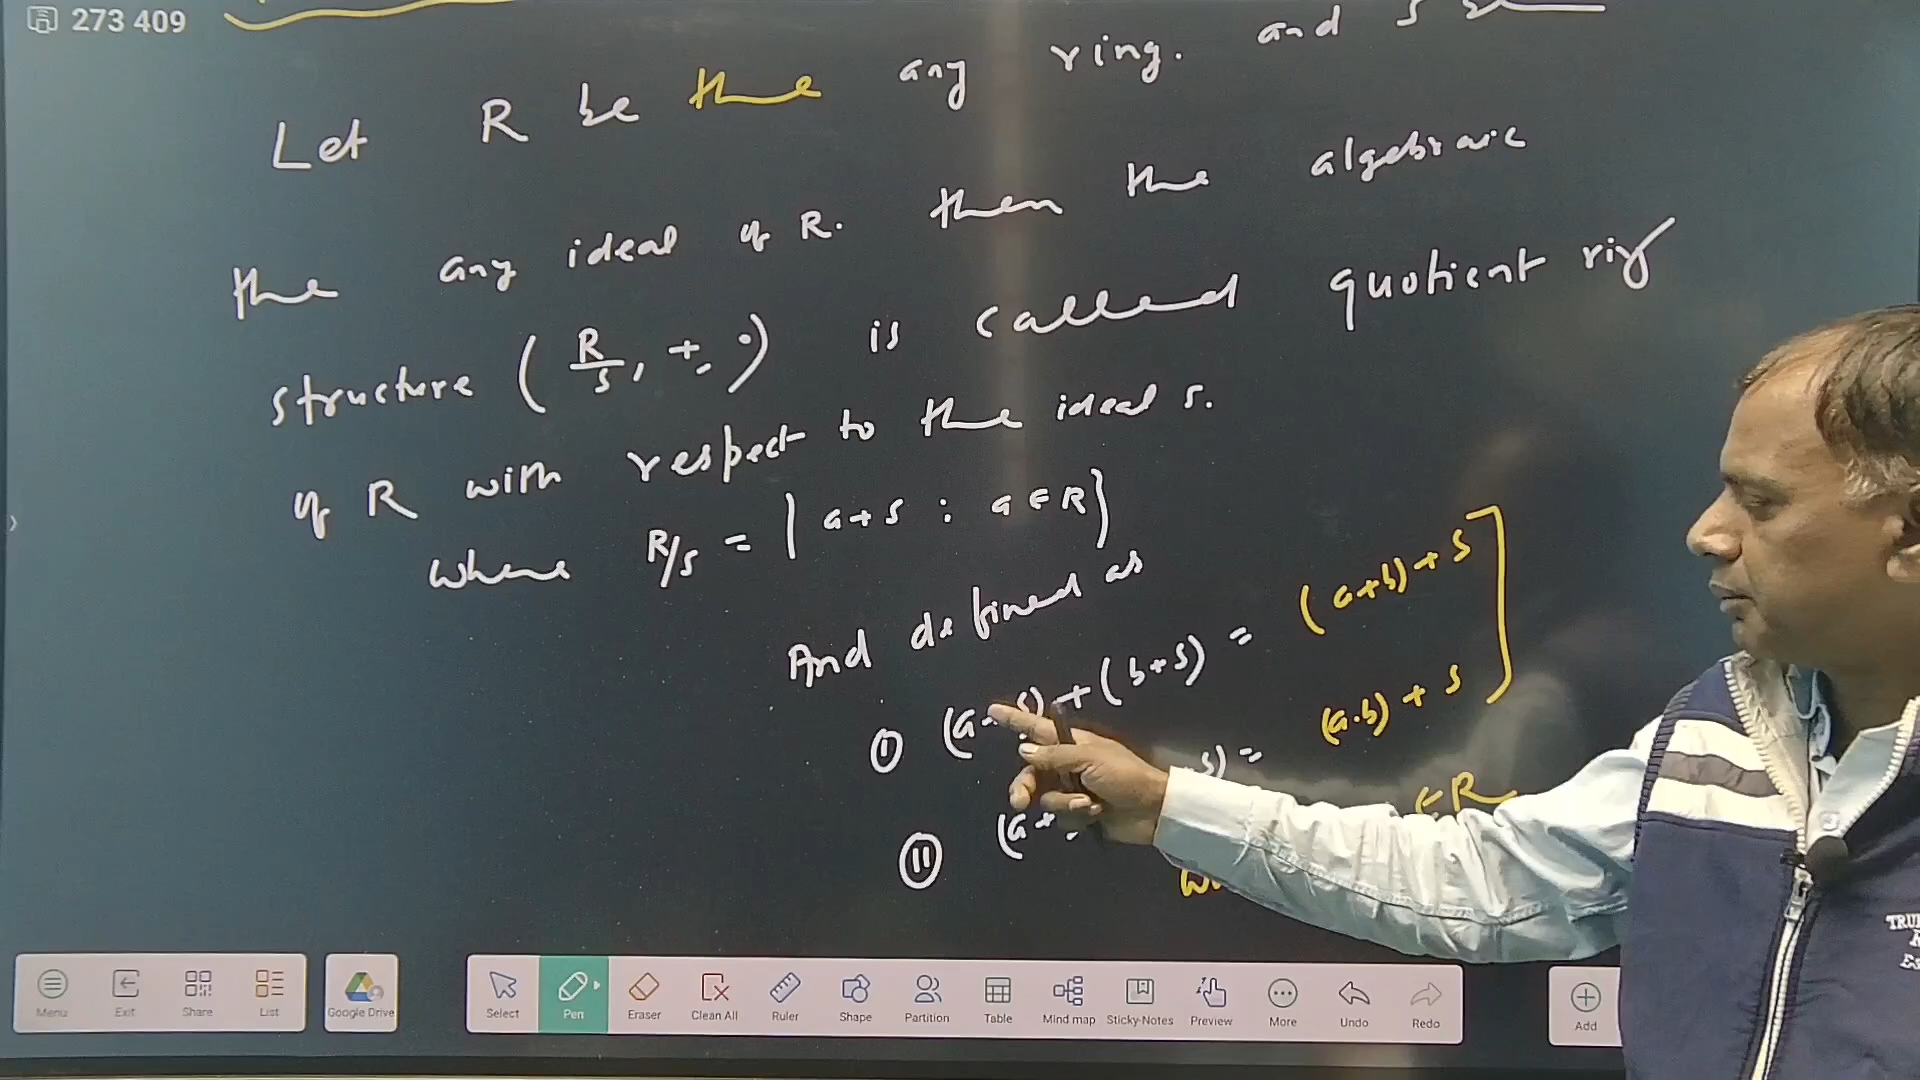 273 409
Let R be the any ring. and S
the any ideal of R. then the algebraic
structure ( R/S, +, · ) is called quotient ring
of R with respect to the ideal S.
where R/S = { a+S : a ∈ R }
And defined as
(I) (a+S) + (b+S) = (a+b) + S
(II) (a+ S) = (a.b) + S
∈ R
Menu Exit Share List Google Drive Select Pen Eraser Clean All Ruler Shape Partition Table Mind map Sticky-Notes Preview More Undo Redo Add